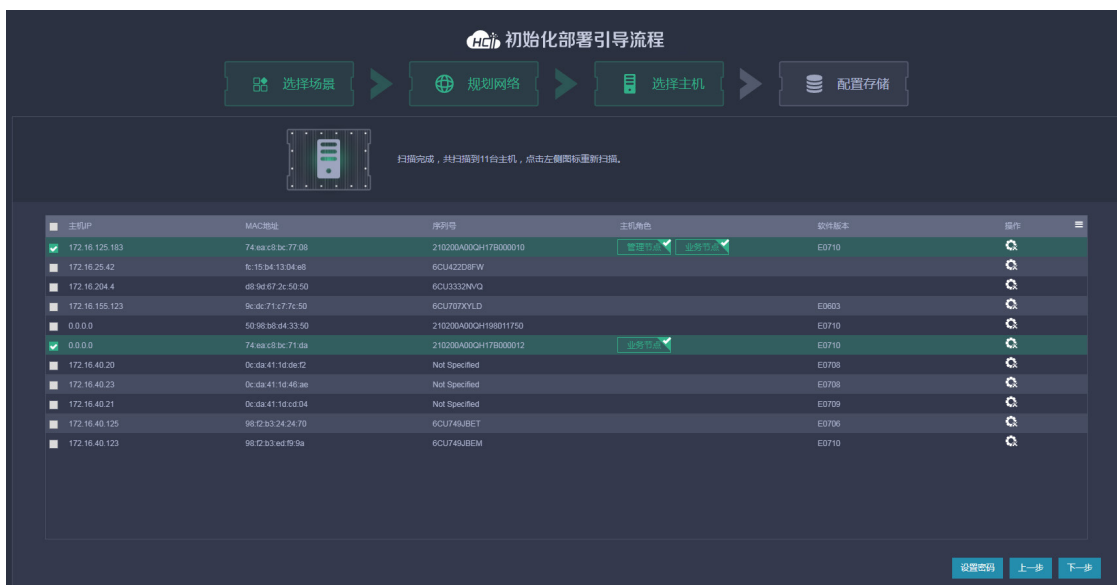 HCI 初始化部署引导流程
选择场景 规划网络 选择主机 配置存储
扫描完成，共扫描到11台主机，点击左侧图标重新扫描。
主机IP MAC地址 序列号 主机角色 软件版本 操作
172.16.125.183 74:ea:c8:bc:77:08 210200A00QH17B000010 管理节点 业务节点 E0710
172.16.25.42 fc:15:b4:13:04:e8 6CU422D8FW
172.16.204.4 d8:9d:67:2c:50:50 6CU3332NVQ
172.16.155.123 9c:dc:71:c7:7c:50 6CU707XYLD E0603
0.0.0.0 50:98:b8:d4:33:50 210200A00QH198011750 E0710
0.0.0.0 74:ea:c8:bc:71:da 210200A00QH17B000012 业务节点 E0710
172.16.40.20 0c:da:41:1d:de:f2 Not Specified E0708
172.16.40.23 0c:da:41:1d:46:ae Not Specified E0708
172.16.40.21 0c:da:41:1d:cd:04 Not Specified E0709
172.16.40.125 98:f2:b3:24:24:70 6CU749JBET E0706
172.16.40.123 98:f2:b3:ed:f9:9a 6CU749JBEM E0710
设置密码 上一步 下一步